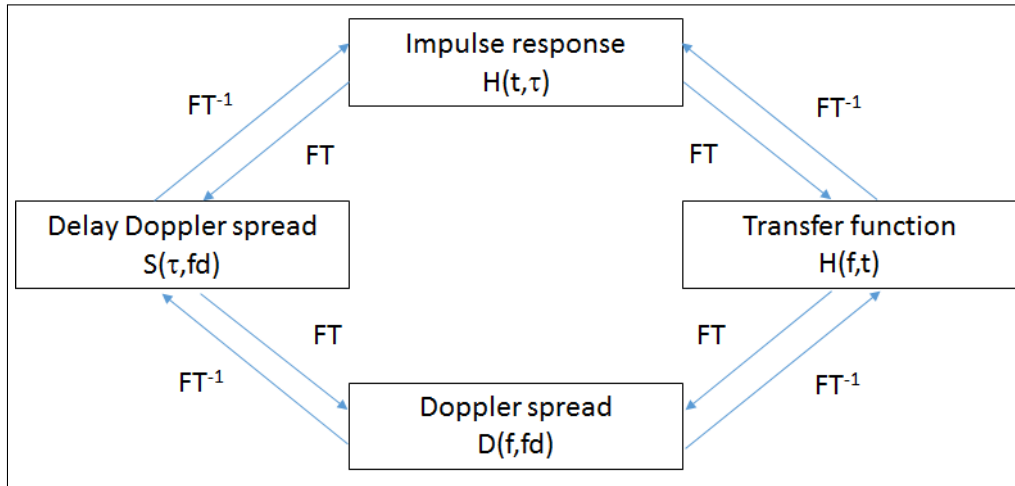 Impulse response
H(t,τ)
FT⁻¹
FT⁻¹
FT
FT
Delay Doppler spread
S(τ,fd)
Transfer function
H(f,t)
FT
FT
FT⁻¹
FT⁻¹
Doppler spread
D(f,fd)